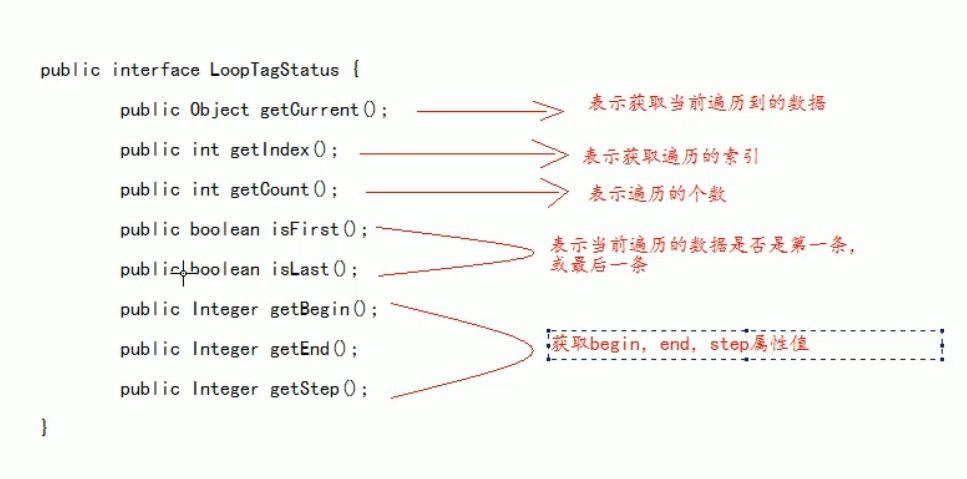 public interface LoopTagStatus {
public Object getCurrent();
表示获取当前遍历到的数据
public int getIndex();
表示获取遍历的索引
public int getCount();
表示遍历的个数
public boolean isFirst();
表示当前遍历的数据是否是第一条，
或最后一条
public boolean isLast();
public Integer getBegin();
public Integer getEnd();
获取begin，end，step属性值
public Integer getStep();
}